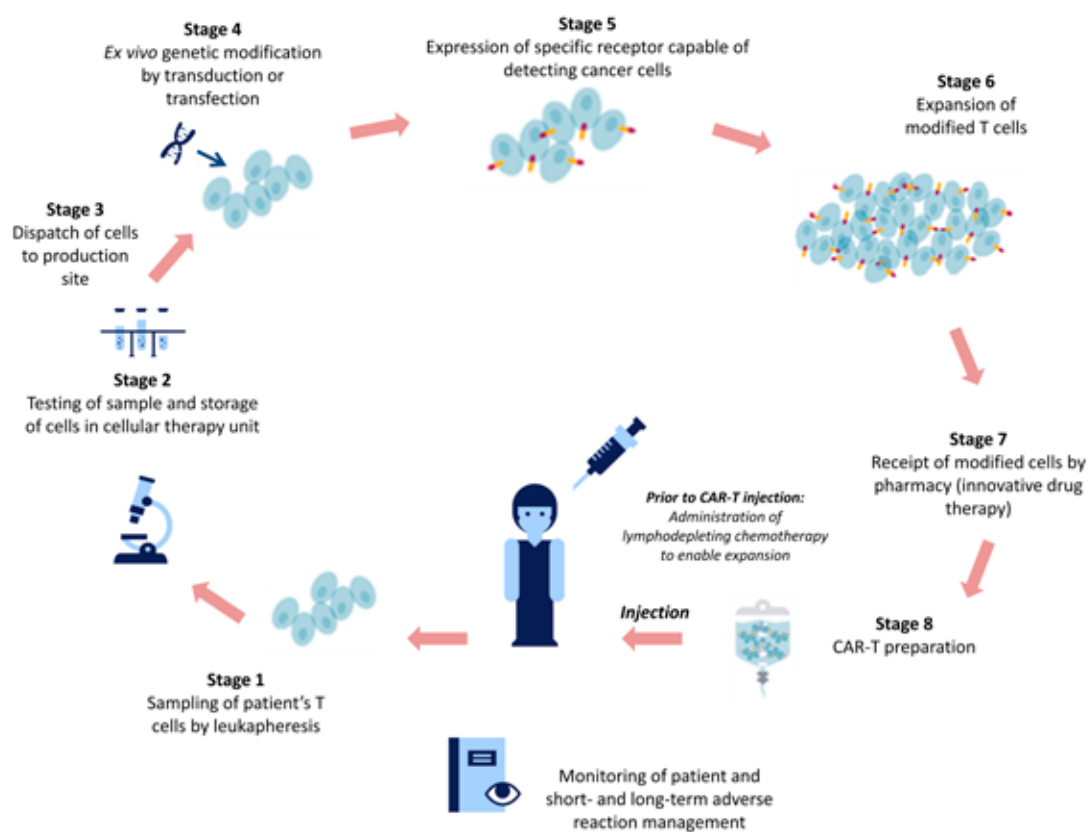 Stage 1
Sampling of patient's T
cells by leukapheresis
Stage 2
Testing of sample and storage
of cells in cellular therapy unit
Stage 3
Dispatch of cells
to production
site
Stage 4
Ex vivo genetic modification
by transduction or
transfection
Stage 5
Expression of specific receptor capable of
detecting cancer cells
Stage 6
Expansion of
modified T cells
Stage 7
Receipt of modified cells by
pharmacy (innovative drug
therapy)
Stage 8
CAR-T preparation
Prior to CAR-T injection:
Administration of
lymphodepleting chemotherapy
to enable expansion
Injection
Monitoring of patient and
short- and long-term adverse
reaction management